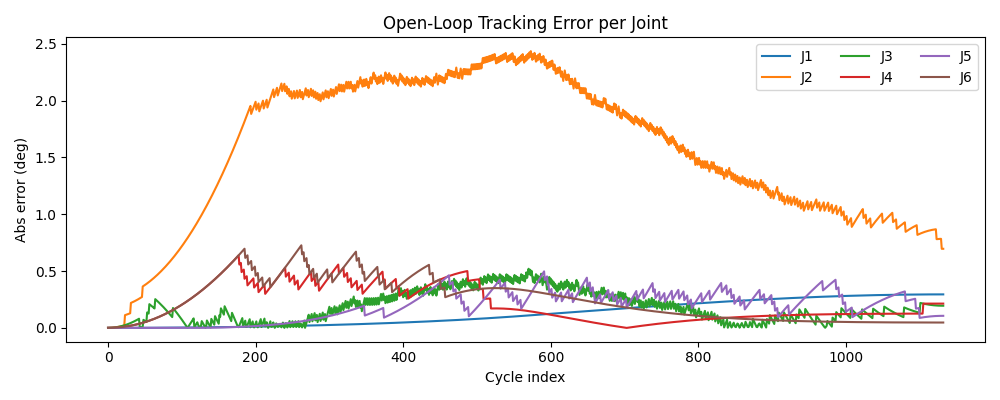 Open-Loop Tracking Error per Joint
Abs error (deg)
2.5
2.0
1.5
1.0
0.5
0.0
J1 J3 J5
J2 J4 J6
0 200 400 600 800 1000
Cycle index